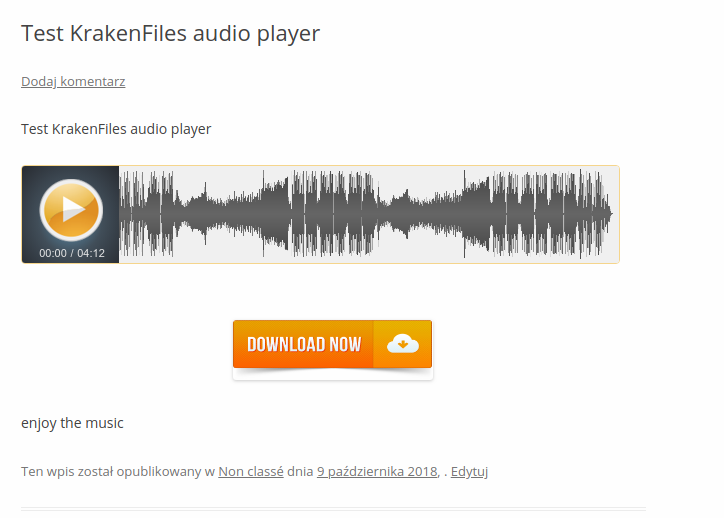 Test KrakenFiles audio player
Dodaj komentarz
Test KrakenFiles audio player
00:00 / 04:12
DOWNLOAD NOW
enjoy the music
Ten wpis został opublikowany w Non classé dnia 9 października 2018, . Edytuj